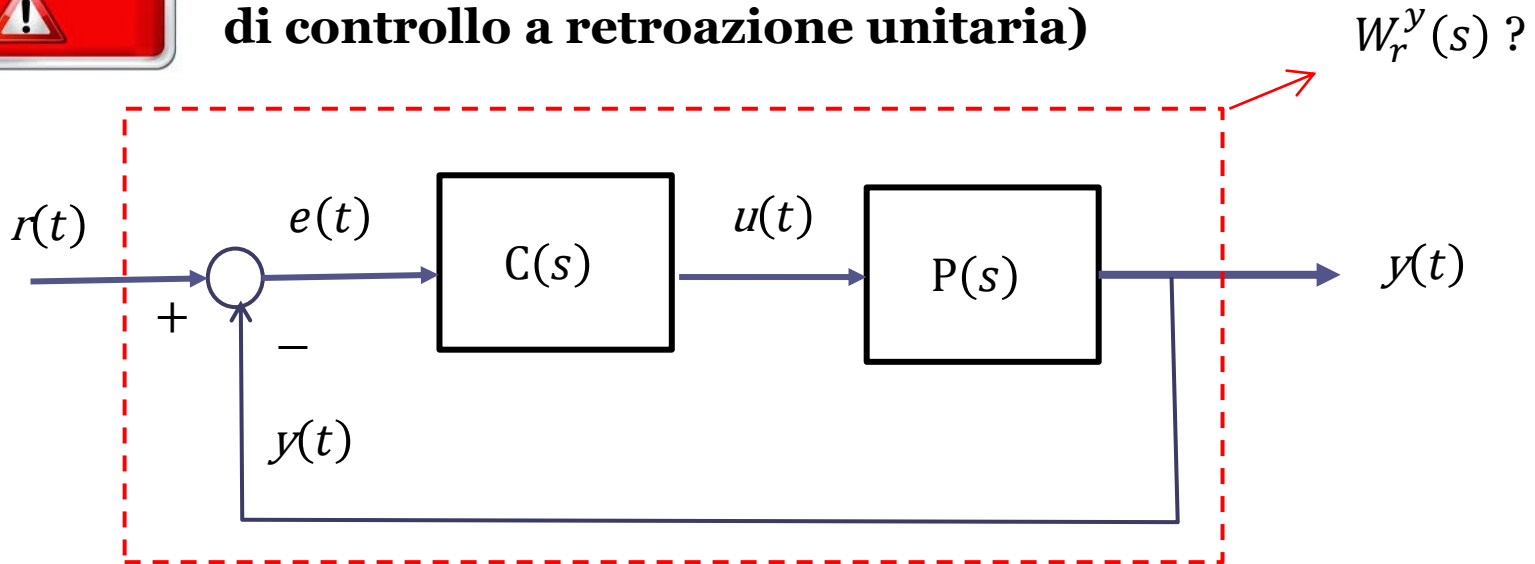 di controllo a retroazione unitaria)
W_r^y(s) ?
r(t)
e(t)
C(s)
u(t)
P(s)
y(t)
+
−
y(t)